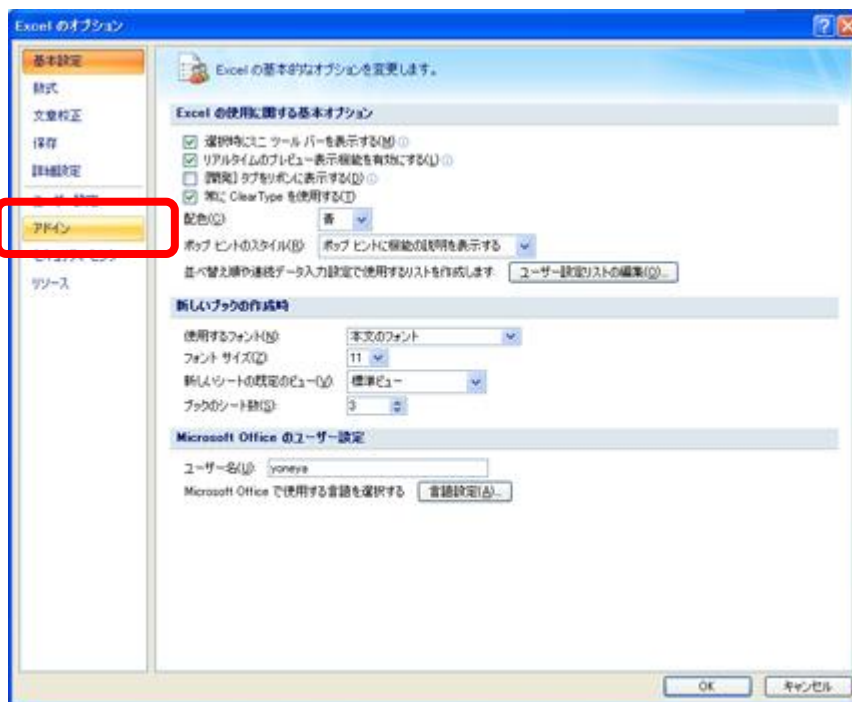 Excel のオプション
基本設定
数式
文章校正
保存
詳細設定
ユーザー設定
アドイン
リソース
Excel の基本的なオプションを変更します。
Excel の使用に関する基本オプション
選択時にミニ ツール バーを表示する(M)
リアルタイムのプレビュー表示機能を有効にする(L)
[開発] タブをリボンに表示する(D)
常に ClearType を使用する(T)
配色(C): 青
ポップ ヒントのスタイル(R): ポップ ヒントに機能の説明を表示する
並べ替え順や連続データ入力設定で使用するリストを作成します: ユーザー設定リストの編集(O)...
新しいブックの作成時
使用するフォント(N): 本文のフォント
フォント サイズ(Z): 11
新しいシートの既定のビュー(V): 標準ビュー
ブックのシート数(S): 3
Microsoft Office のユーザー設定
ユーザー名(U): yoneya
Microsoft Office で使用する言語を選択する: 言語設定(A)...
OK キャンセル